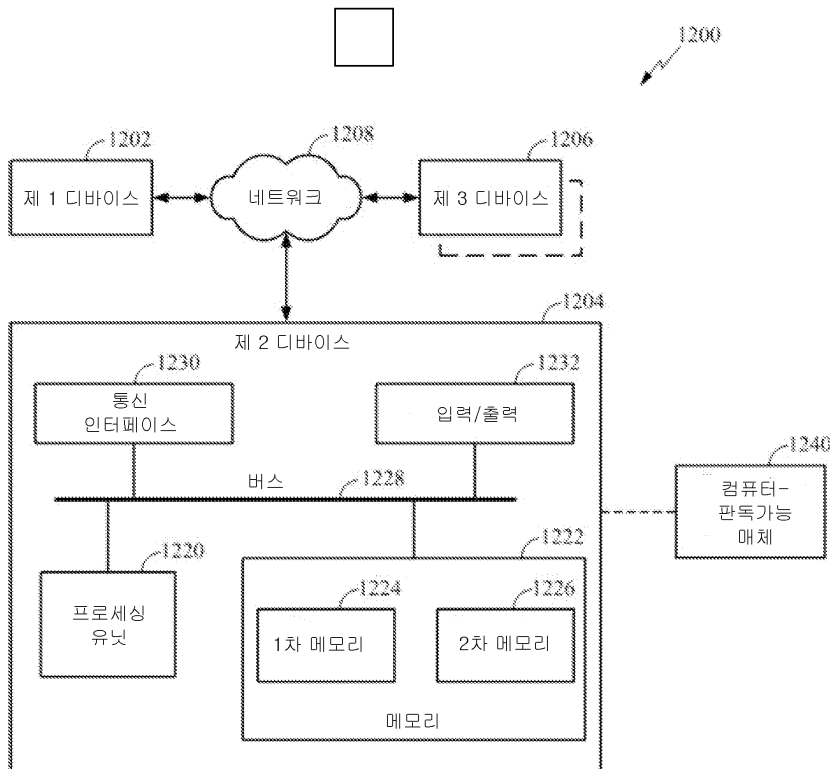 1200
1202
1208
1206
제 1 디바이스
네트워크
제 3 디바이스
1204
제 2 디바이스
1230
1232
통신
인터페이스
입력/출력
버스
1228
1240
컴퓨터-
판독가능
매체
1220
1222
프로세싱
유닛
1224
1226
1차 메모리
2차 메모리
메모리